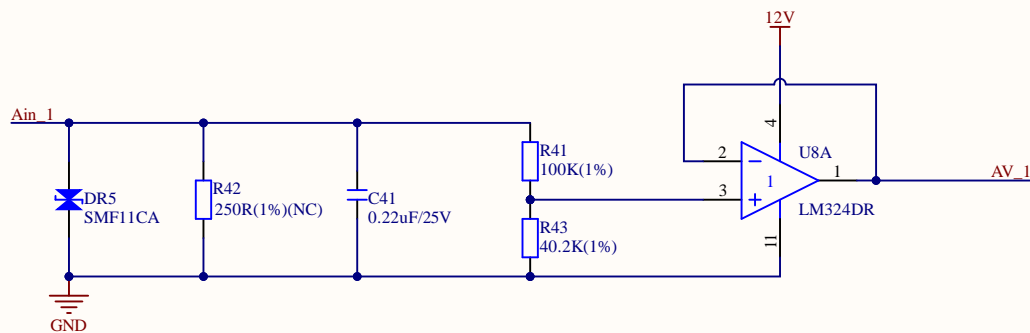 12V
Ain_1
4
U8A
R41
100K(1%)
2
1
1
AV_1
DR5
SMF11CA
R42
250R(1%)(NC)
C41
0.22uF/25V
3
LM324DR
R43
40.2K(1%)
11
GND